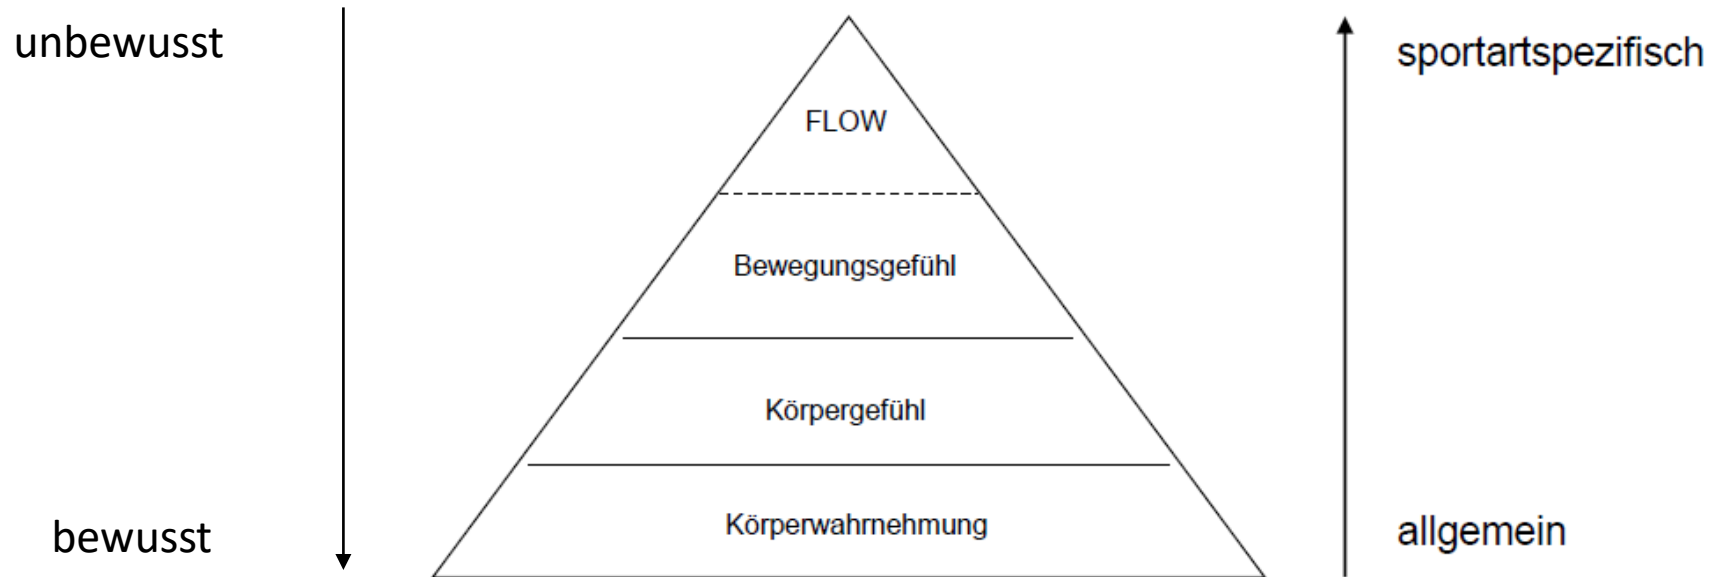 unbewusst
sportartspezifisch
FLOW
Bewegungsgefühl
Körpergefühl
Körperwahrnehmung
bewusst
allgemein